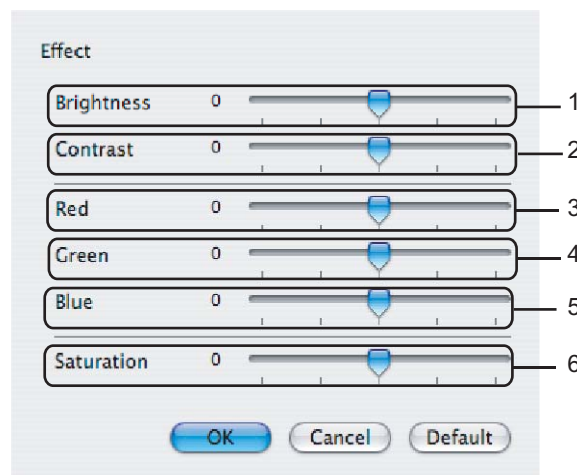 Effect
Brightness 0 1
Contrast 0 2
Red 0 3
Green 0 4
Blue 0 5
Saturation 0 6
OK Cancel Default